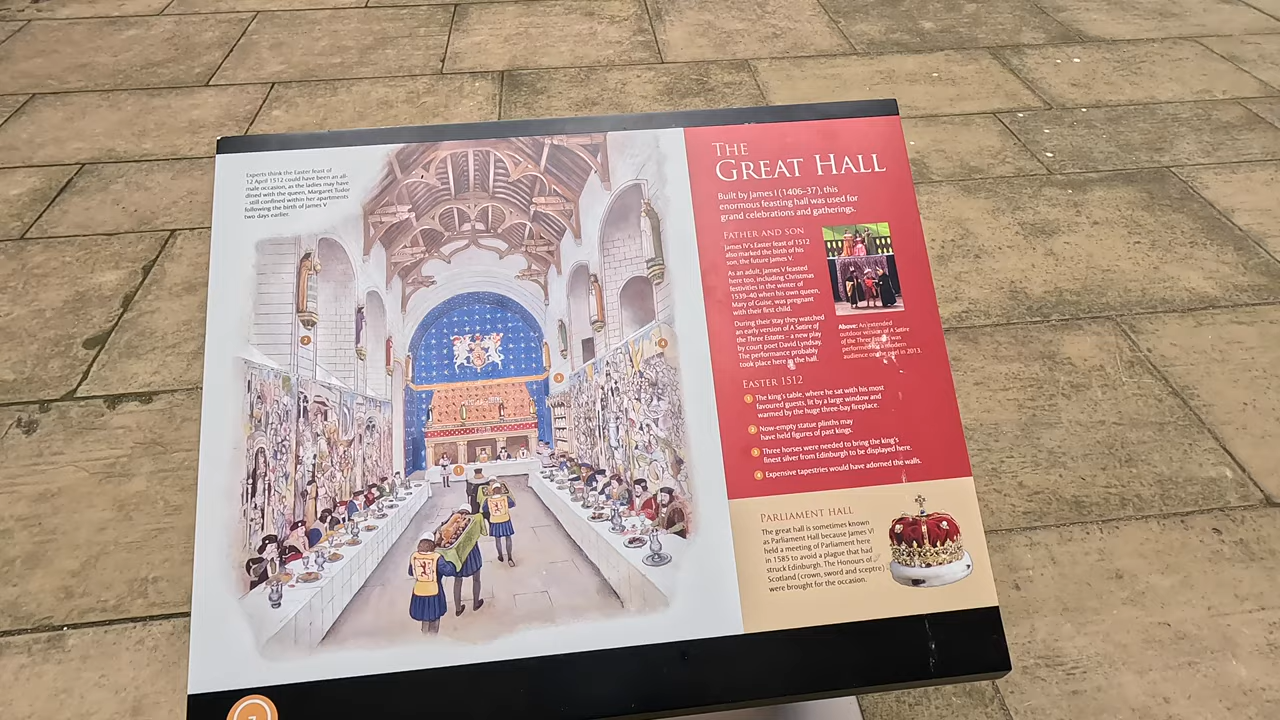 Experts think the Easter feast of
12 April 1512 could have been an all-
male occasion, as the ladies may have
dined with the queen, Margaret Tudor
– still confined within her apartments
following the birth of James V
two days earlier.
THE
GREAT HALL
Built by James I (1406–37), this
enormous feasting hall was used for
grand celebrations and gatherings.
FATHER AND SON
James IV's Easter feast of 1512
also marked the birth of his
son, the future James V.
As an adult, James V feasted
here too, including Christmas
festivities in the winter of
1539–40 when his own queen,
Mary of Guise, was pregnant
with their first child.
During their stay they watched
an early version of A Satire of
the Three Estates – a new play
by court poet David Lyndsay.
The performance probably
took place here in the hall.
Above: An extended
outdoor version of A Satire
of the Three Estates was
performed for a modern
audience on the peel in 2013.
EASTER 1512
1 The king's table, where he sat with his most
favoured guests, lit by a large window and
warmed by the huge three-bay fireplace.
2 Now-empty statue plinths may
have held figures of past kings.
3 Three horses were needed to bring the king's
finest silver from Edinburgh to be displayed here.
4 Expensive tapestries would have adorned the walls.
2
4
3
1
PARLIAMENT HALL
The great hall is sometimes known
as Parliament Hall because James VI
held a meeting of Parliament here
in 1585 to avoid a plague that had
struck Edinburgh. The Honours of
Scotland (crown, sword and sceptre)
were brought for the occasion.